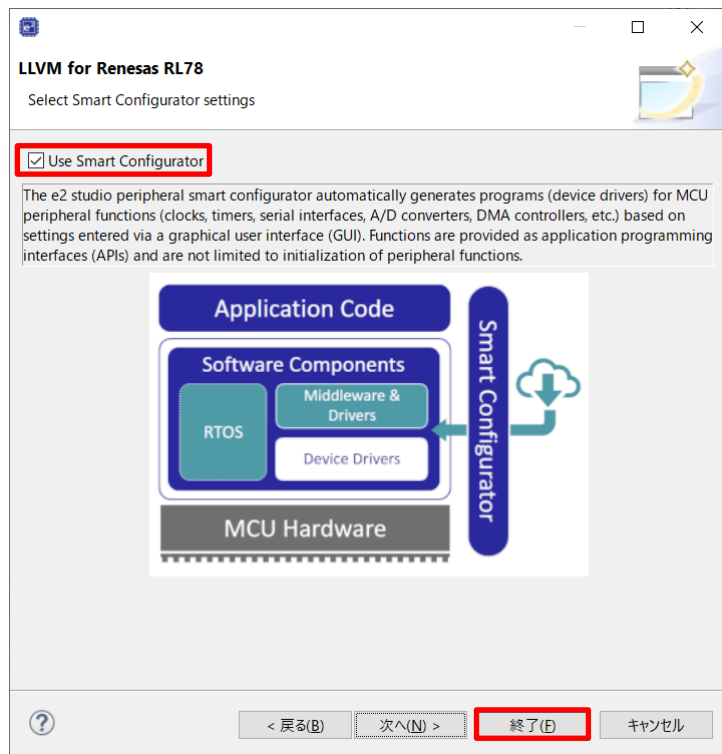 e²
LLVM for Renesas RL78
Select Smart Configurator settings
Use Smart Configurator
The e2 studio peripheral smart configurator automatically generates programs (device drivers) for MCU
peripheral functions (clocks, timers, serial interfaces, A/D converters, DMA controllers, etc.) based on
settings entered via a graphical user interface (GUI). Functions are provided as application programming
interfaces (APIs) and are not limited to initialization of peripheral functions.
Application Code
Software Components
RTOS
Middleware &
Drivers
Device Drivers
MCU Hardware
Smart Configurator
?
< 戻る(B)
次へ(N) >
終了(F)
キャンセル